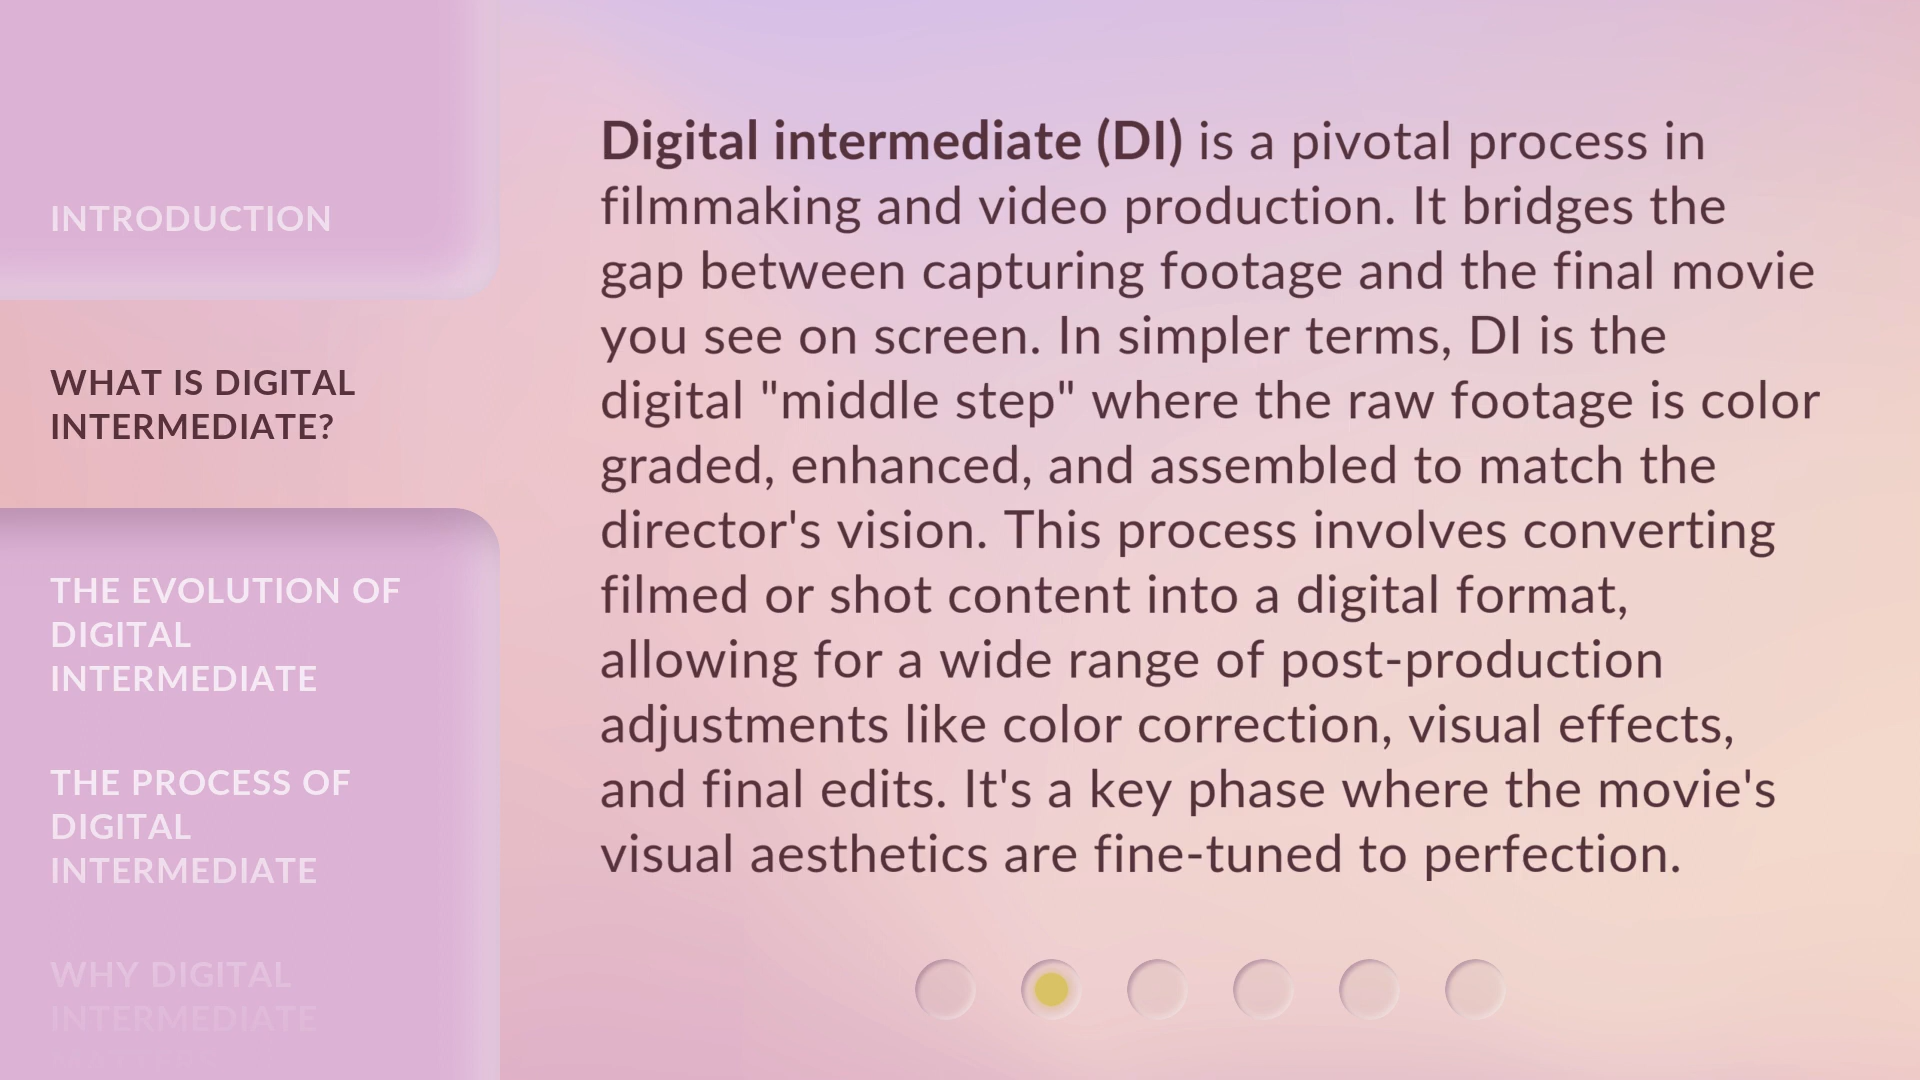 INTRODUCTION
WHAT IS DIGITAL
INTERMEDIATE?
THE EVOLUTION OF
DIGITAL
INTERMEDIATE
THE PROCESS OF
DIGITAL
INTERMEDIATE
WHY DIGITAL
INTERMEDIATE
Digital intermediate (DI) is a pivotal process in
filmmaking and video production. It bridges the
gap between capturing footage and the final movie
you see on screen. In simpler terms, DI is the
digital "middle step" where the raw footage is color
graded, enhanced, and assembled to match the
director's vision. This process involves converting
filmed or shot content into a digital format,
allowing for a wide range of post-production
adjustments like color correction, visual effects,
and final edits. It's a key phase where the movie's
visual aesthetics are fine-tuned to perfection.